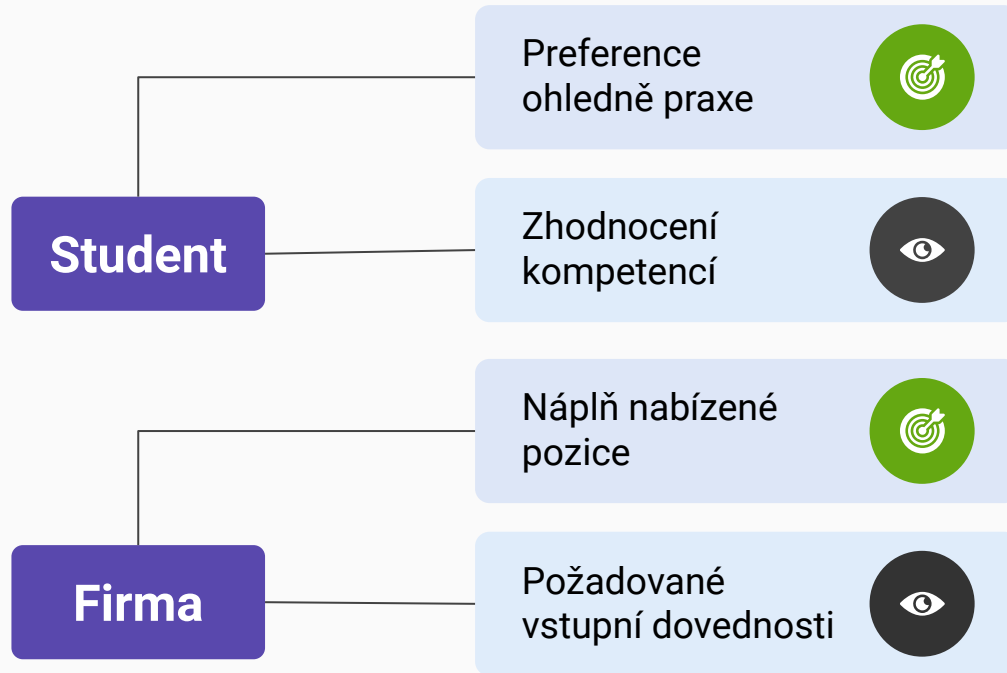 Preference
ohledně praxe
Student
Zhodnocení
kompetencí
Náplň nabízené
pozice
Firma
Požadované
vstupní dovednosti